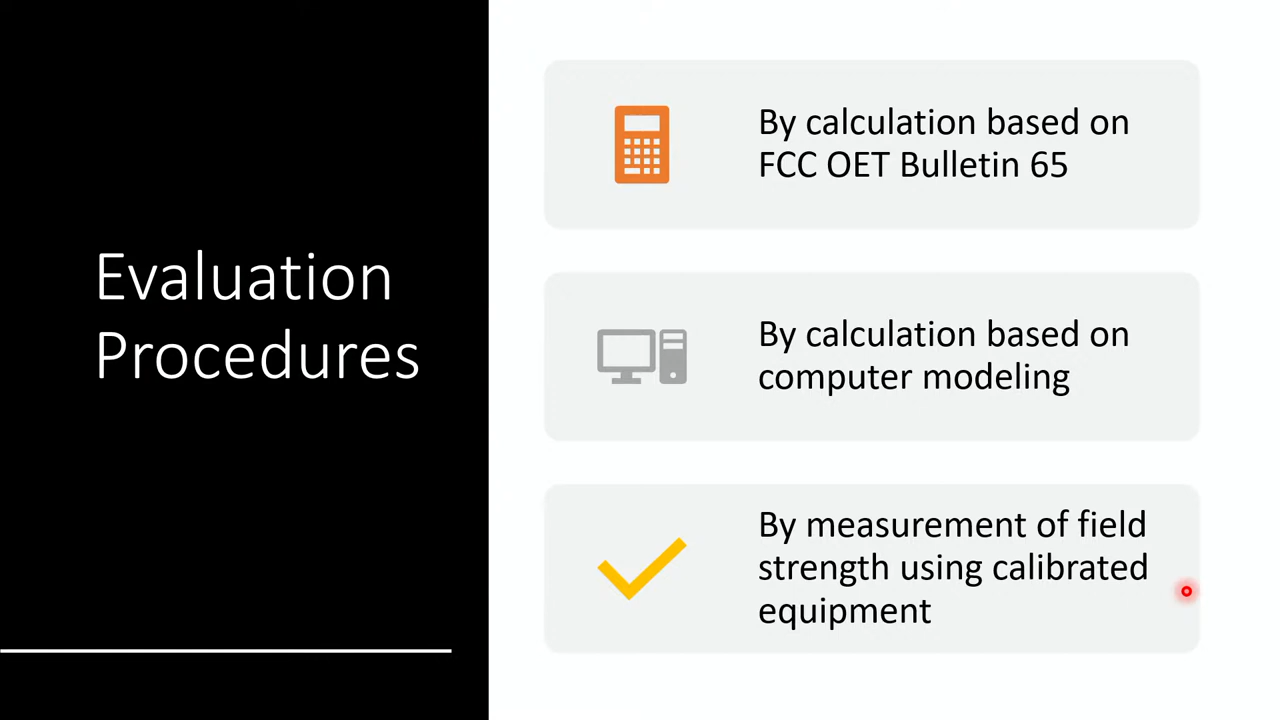 Evaluation
Procedures
By calculation based on
FCC OET Bulletin 65
By calculation based on
computer modeling
By measurement of field
strength using calibrated
equipment